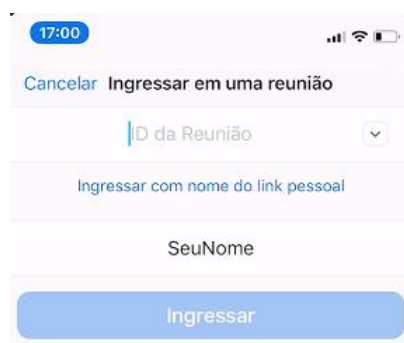 17:00
Cancelar Ingressar em uma reunião
ID da Reunião
Ingressar com nome do link pessoal
SeuNome
Ingressar